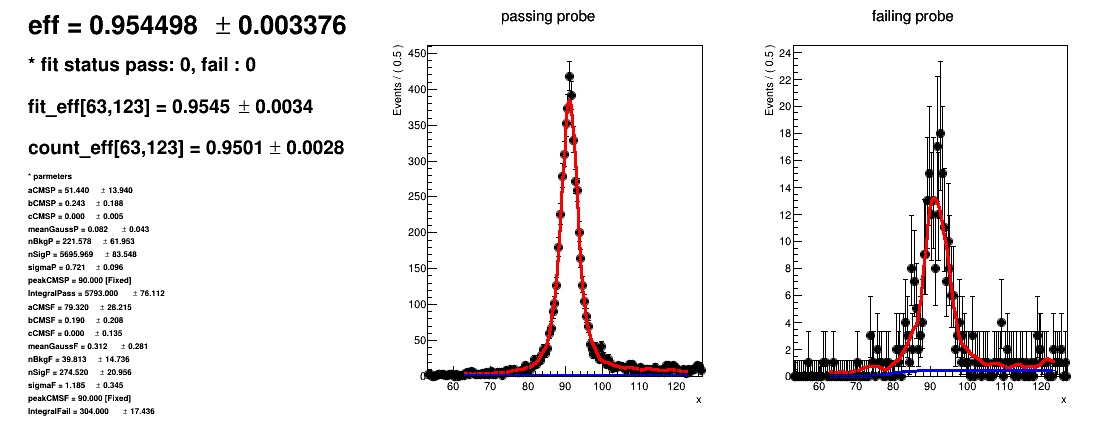 eff = 0.954498 ± 0.003376
* fit status pass: 0, fail : 0
fit_eff[63,123] = 0.9545 ± 0.0034
count_eff[63,123] = 0.9501 ± 0.0028
* parmeters
aCMSP = 51.440 ± 13.940
bCMSP = 0.243 ± 0.188
cCMSP = 0.000 ± 0.005
meanGaussP = 0.082 ± 0.043
nBkgP = 221.578 ± 61.953
nSigP = 5695.969 ± 83.548
sigmaP = 0.721 ± 0.096
peakCMSP = 90.000 [Fixed]
IntegralPass = 5793.000 ± 76.112
aCMSF = 79.320 ± 26.215
bCMSF = 0.190 ± 0.208
cCMSF = 0.000 ± 0.135
meanGaussF = 0.312 ± 0.281
nBkgF = 39.813 ± 14.736
nSigF = 274.520 ± 20.956
sigmaF = 1.185 ± 0.345
peakCMSF = 90.000 [Fixed]
IntegralFail = 304.000 ± 17.436
passing probe
Events / ( 0.5 )
450
400
350
300
250
200
150
100
50
0
60 70 80 90 100 110 120
x
failing probe
Events / ( 0.5 )
24
22
20
18
16
14
12
10
8
6
4
2
0
60 70 80 90 100 110 120
x